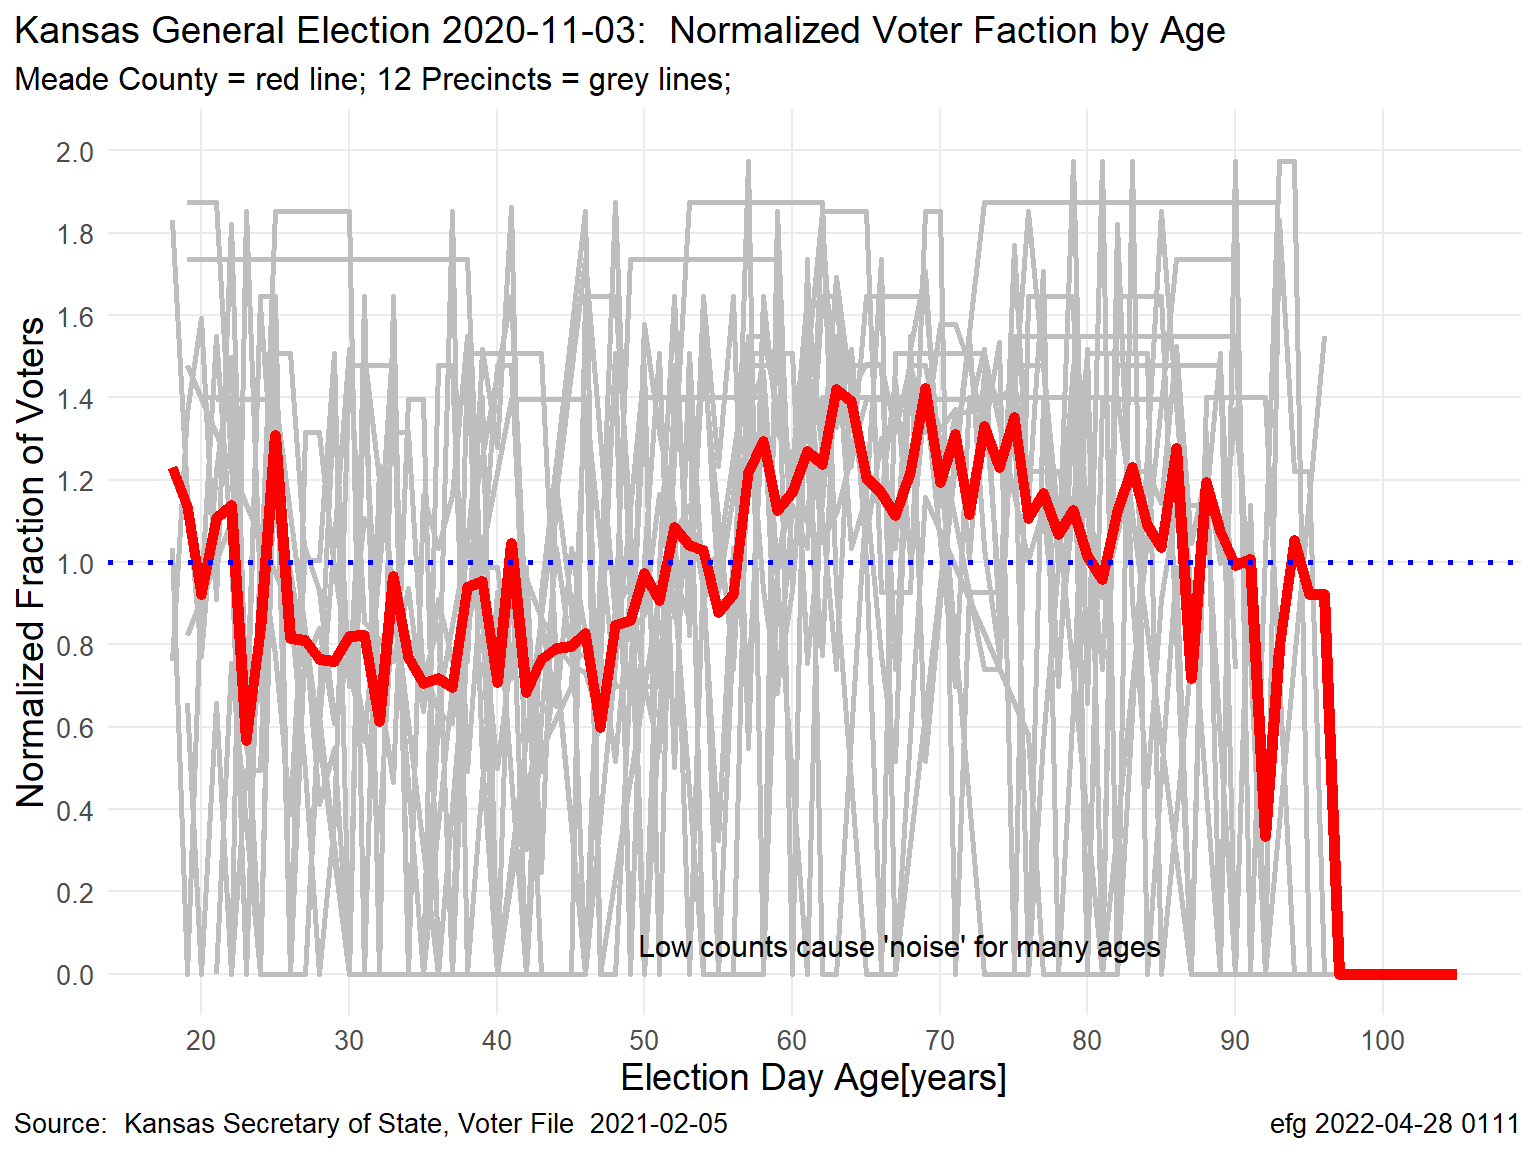 Kansas General Election 2020-11-03:  Normalized Voter Faction by Age
Meade County = red line; 12 Precincts = grey lines;
Normalized Fraction of Voters
2.0
1.8
1.6
1.4
1.2
1.0
0.8
0.6
0.4
0.2
0.0
Low counts cause 'noise' for many ages
20 30 40 50 60 70 80 90 100
Election Day Age[years]
Source:  Kansas Secretary of State, Voter File  2021-02-05
efg 2022-04-28 0111